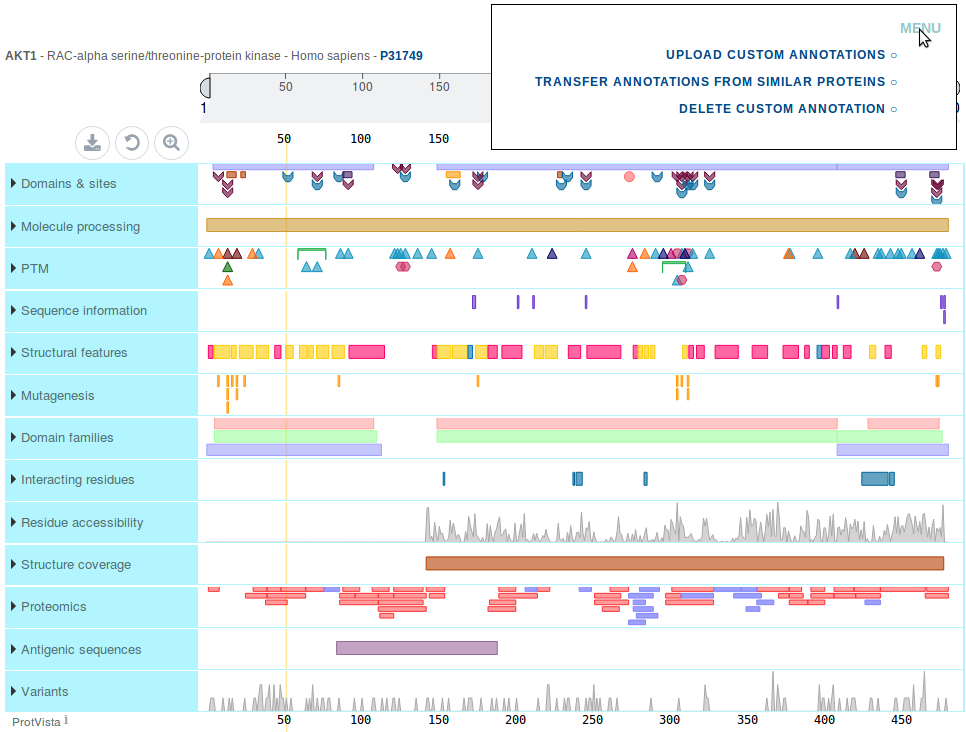 MENU
UPLOAD CUSTOM ANNOTATIONS
AKT1 - RAC-alpha serine/threonine-protein kinase - Homo sapiens - P31749
TRANSFER ANNOTATIONS FROM SIMILAR PROTEINS
50 100 150
1
DELETE CUSTOM ANNOTATION
50 100 150
Domains & sites
Molecule processing
PTM
Sequence information
Structural features
Mutagenesis
Domain families
Interacting residues
Residue accessibility
Structure coverage
Proteomics
Antigenic sequences
Variants
ProtVista i
50 100 150 200 250 300 350 400 450